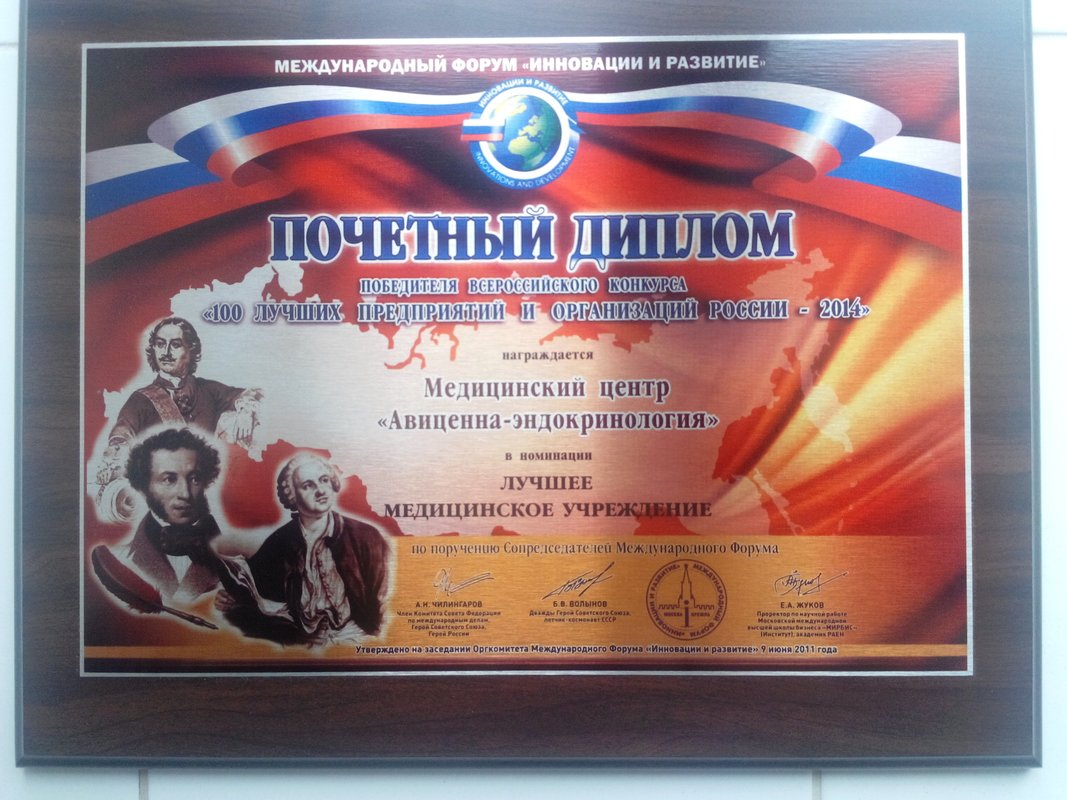 МЕЖДУНАРОДНЫЙ ФОРУМ «ИННОВАЦИИ И РАЗВИТИЕ»
ИННОВАЦИИ И РАЗВИТИЕ
INNOVATIONS AND DEVELOPMENT
ПОЧЕТНЫЙ ДИПЛОМ
ПОБЕДИТЕЛЯ ВСЕРОССИЙСКОГО КОНКУРСА
«100 ЛУЧШИХ ПРЕДПРИЯТИЙ И ОРГАНИЗАЦИЙ РОССИИ - 2014»
награждается
Медицинский центр
«Авиценна-эндокринология»
в номинации
ЛУЧШЕЕ
МЕДИЦИНСКОЕ УЧРЕЖДЕНИЕ
по поручению Сопредседателей Международного Форума
А.Н. ЧИЛИНГАРОВ
Член Комитета Совета Федерации
по международным делам,
Герой Советского Союза,
Герой России
Б.В. ВОЛЫНОВ
Дважды Герой Советского Союза,
летчик-космонавт СССР
МЕЖДУНАРОДНЫЙ ФОРУМ «ИННОВАЦИИ И РАЗВИТИЕ»
МОСКВА КРЕМЛЬ
Е.А. ЖУКОВ
Проректор по научной работе
Московской международной
высшей школы бизнеса «МИРБИС»
(Институт), академик РАЕН
Утверждено на заседании Оргкомитета Международного Форума «Инновации и развитие» 9 июня 2011 года